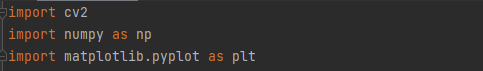 import cv2
import numpy as np
import matplotlib.pyplot as plt